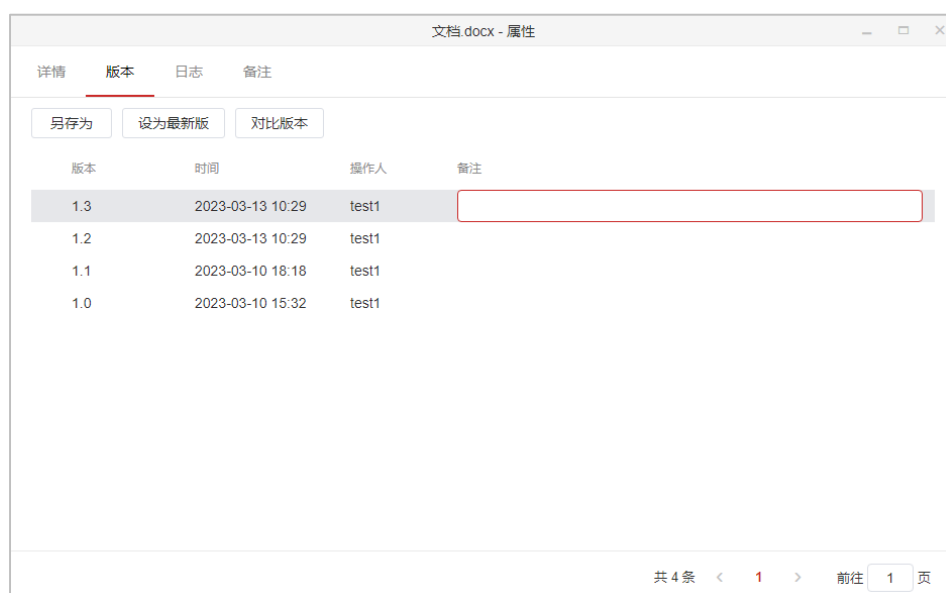 文档.docx - 属性
详情 版本 日志 备注
另存为 设为最新版 对比版本
版本 时间 操作人 备注
1.3 2023-03-13 10:29 test1
1.2 2023-03-13 10:29 test1
1.1 2023-03-10 18:18 test1
1.0 2023-03-10 15:32 test1
共 4 条 < 1 > 前往 1 页